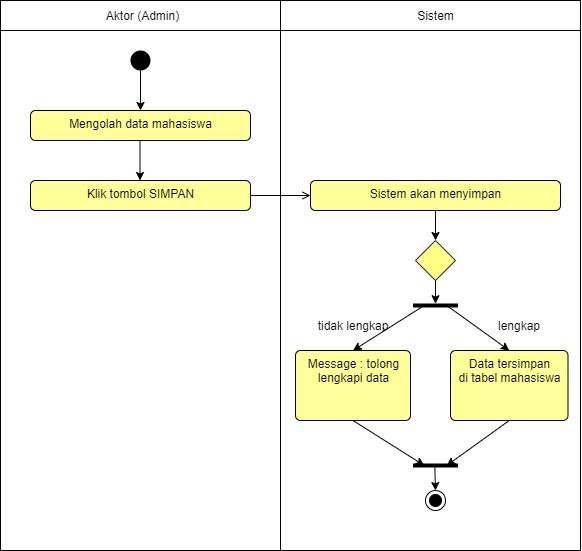 Aktor (Admin)
Sistem
Mengolah data mahasiswa
Klik tombol SIMPAN
Sistem akan menyimpan
tidak lengkap
lengkap
Message : tolong
lengkapi data
Data tersimpan
di tabel mahasiswa